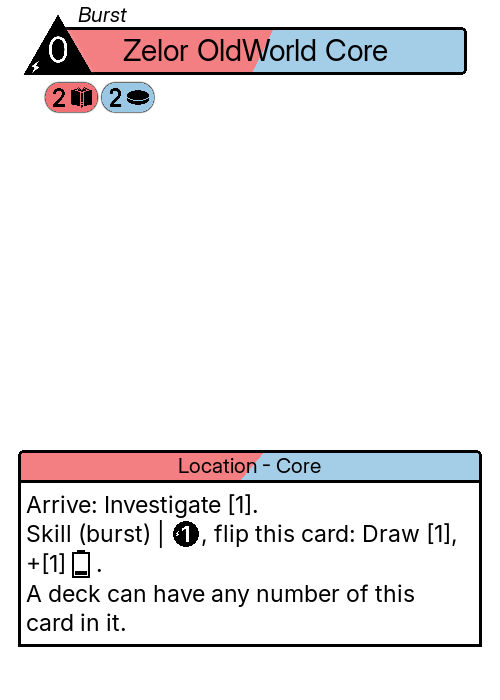 Burst
0 Zelor OldWorld Core
2 2
Location - Core
Arrive: Investigate [1].
Skill (burst) | 1, flip this card: Draw [1],
+[1] .
A deck can have any number of this
card in it.